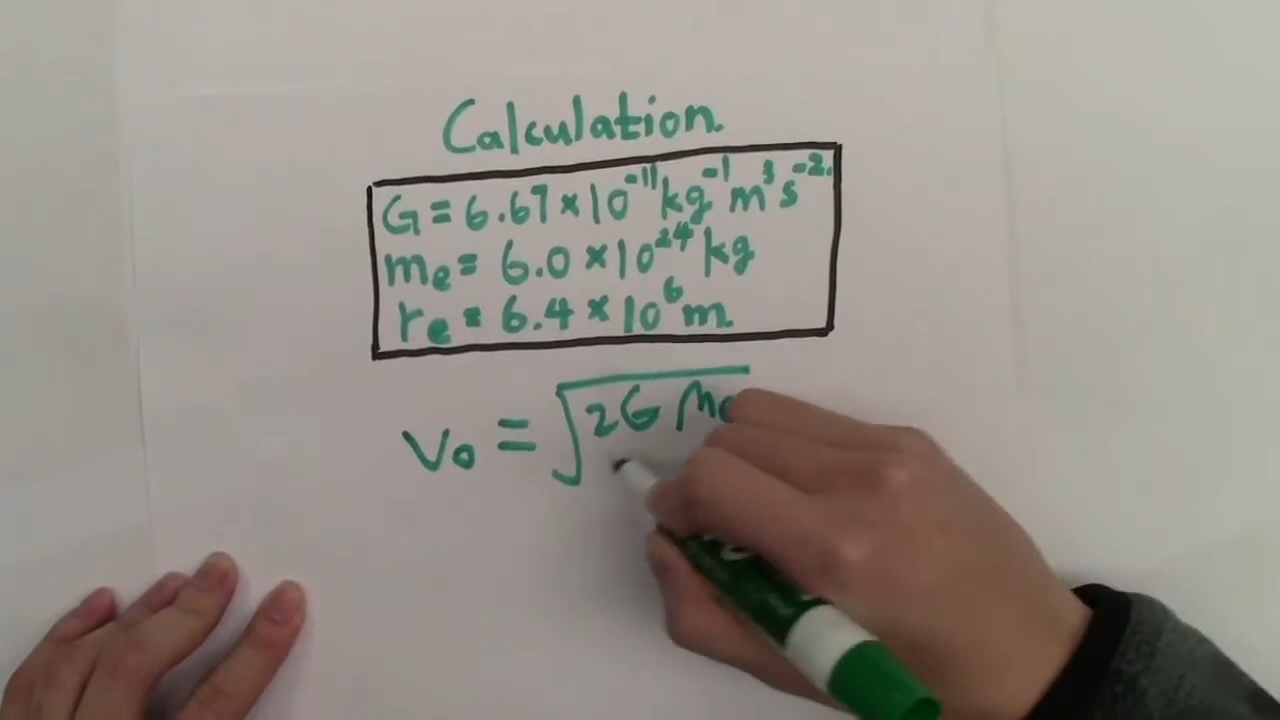 Calculation.
G = 6.67 × 10⁻¹¹ kg⁻¹ m³ s⁻².
mₑ = 6.0 × 10²⁴ kg
rₑ = 6.4 × 10⁶ m.
v₀ = √2G mₑ